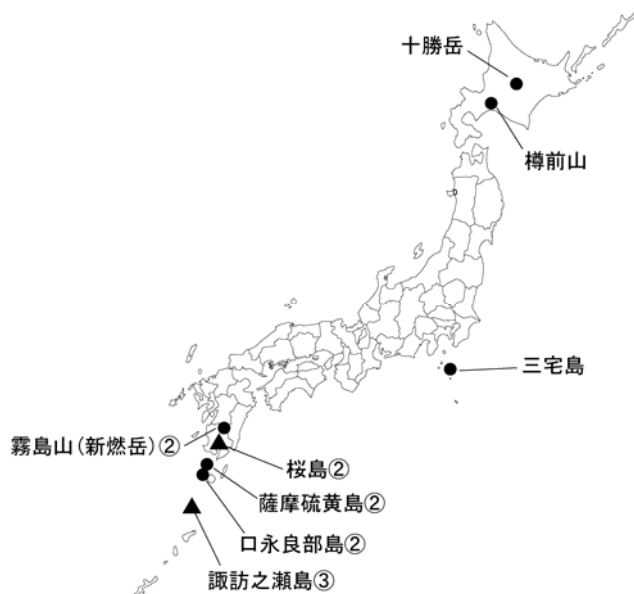 十勝岳
樽前山
三宅島
霧島山(新燃岳)②
桜島②
薩摩硫黄島②
口永良部島②
諏訪之瀬島③